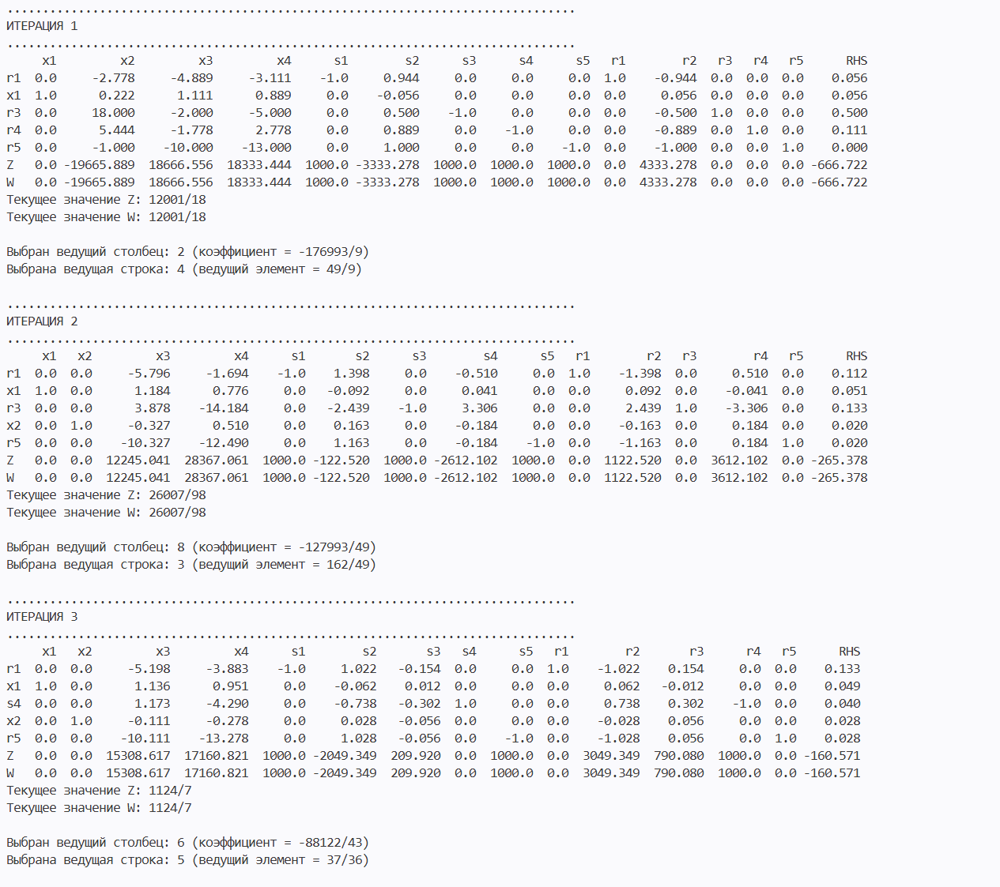 ................................................................................
ИТЕРАЦИЯ 1
................................................................................
x1 x2 x3 x4 s1 s2 s3 s4 s5 r1 r2 r3 r4 r5 RHS
r1 0.0 -2.778 -4.889 -3.111 -1.0 0.944 0.0 0.0 0.0 1.0 -0.944 0.0 0.0 0.0 0.056
x1 1.0 0.222 1.111 0.889 0.0 -0.056 0.0 0.0 0.0 0.0 0.056 0.0 0.0 0.0 0.056
r3 0.0 18.000 -2.000 -5.000 0.0 0.500 -1.0 0.0 0.0 0.0 -0.500 1.0 0.0 0.0 0.500
r4 0.0 5.444 -1.778 2.778 0.0 0.889 0.0 -1.0 0.0 0.0 -0.889 0.0 1.0 0.0 0.111
r5 0.0 -1.000 -10.000 -13.000 0.0 1.000 0.0 0.0 -1.0 0.0 -1.000 0.0 0.0 1.0 0.000
Z 0.0 -19665.889 18666.556 18333.444 1000.0 -3333.278 1000.0 1000.0 1000.0 0.0 4333.278 0.0 0.0 0.0 -666.722
W 0.0 -19665.889 18666.556 18333.444 1000.0 -3333.278 1000.0 1000.0 1000.0 0.0 4333.278 0.0 0.0 0.0 -666.722
Текущее значение Z: 12001/18
Текущее значение W: 12001/18
Выбран ведущий столбец: 2 (коэффициент = -176993/9)
Выбрана ведущая строка: 4 (ведущий элемент = 49/9)
................................................................................
ИТЕРАЦИЯ 2
................................................................................
x1 x2 x3 x4 s1 s2 s3 s4 s5 r1 r2 r3 r4 r5 RHS
r1 0.0 0.0 -5.796 -1.694 -1.0 1.398 0.0 -0.510 0.0 1.0 -1.398 0.0 0.510 0.0 0.112
x1 1.0 0.0 1.184 0.776 0.0 -0.092 0.0 0.041 0.0 0.0 0.092 0.0 -0.041 0.0 0.051
r3 0.0 0.0 3.878 -14.184 0.0 -2.439 -1.0 3.306 0.0 0.0 2.439 1.0 -3.306 0.0 0.133
x2 0.0 1.0 -0.327 0.510 0.0 0.163 0.0 -0.184 0.0 0.0 -0.163 0.0 0.184 0.0 0.020
r5 0.0 0.0 -10.327 -12.490 0.0 1.163 0.0 -0.184 -1.0 0.0 -1.163 0.0 0.184 1.0 0.020
Z 0.0 0.0 12245.041 28367.061 1000.0 -122.520 1000.0 -2612.102 1000.0 0.0 1122.520 0.0 3612.102 0.0 -265.378
W 0.0 0.0 12245.041 28367.061 1000.0 -122.520 1000.0 -2612.102 1000.0 0.0 1122.520 0.0 3612.102 0.0 -265.378
Текущее значение Z: 26007/98
Текущее значение W: 26007/98
Выбран ведущий столбец: 8 (коэффициент = -127993/49)
Выбрана ведущая строка: 3 (ведущий элемент = 162/49)
................................................................................
ИТЕРАЦИЯ 3
................................................................................
x1 x2 x3 x4 s1 s2 s3 s4 s5 r1 r2 r3 r4 r5 RHS
r1 0.0 0.0 -5.198 -3.883 -1.0 1.022 -0.154 0.0 0.0 1.0 -1.022 0.154 0.0 0.0 0.133
x1 1.0 0.0 1.136 0.951 0.0 -0.062 0.012 0.0 0.0 0.0 0.062 -0.012 0.0 0.0 0.049
s4 0.0 0.0 1.173 -4.290 0.0 -0.738 -0.302 1.0 0.0 0.0 0.738 0.302 -1.0 0.0 0.040
x2 0.0 1.0 -0.111 -0.278 0.0 0.028 -0.056 0.0 0.0 0.0 -0.028 0.056 0.0 0.0 0.028
r5 0.0 0.0 -10.111 -13.278 0.0 1.028 -0.056 0.0 -1.0 0.0 -1.028 0.056 0.0 1.0 0.028
Z 0.0 0.0 15308.617 17160.821 1000.0 -2049.349 209.920 0.0 1000.0 0.0 3049.349 790.080 1000.0 0.0 -160.571
W 0.0 0.0 15308.617 17160.821 1000.0 -2049.349 209.920 0.0 1000.0 0.0 3049.349 790.080 1000.0 0.0 -160.571
Текущее значение Z: 1124/7
Текущее значение W: 1124/7
Выбран ведущий столбец: 6 (коэффициент = -88122/43)
Выбрана ведущая строка: 5 (ведущий элемент = 37/36)